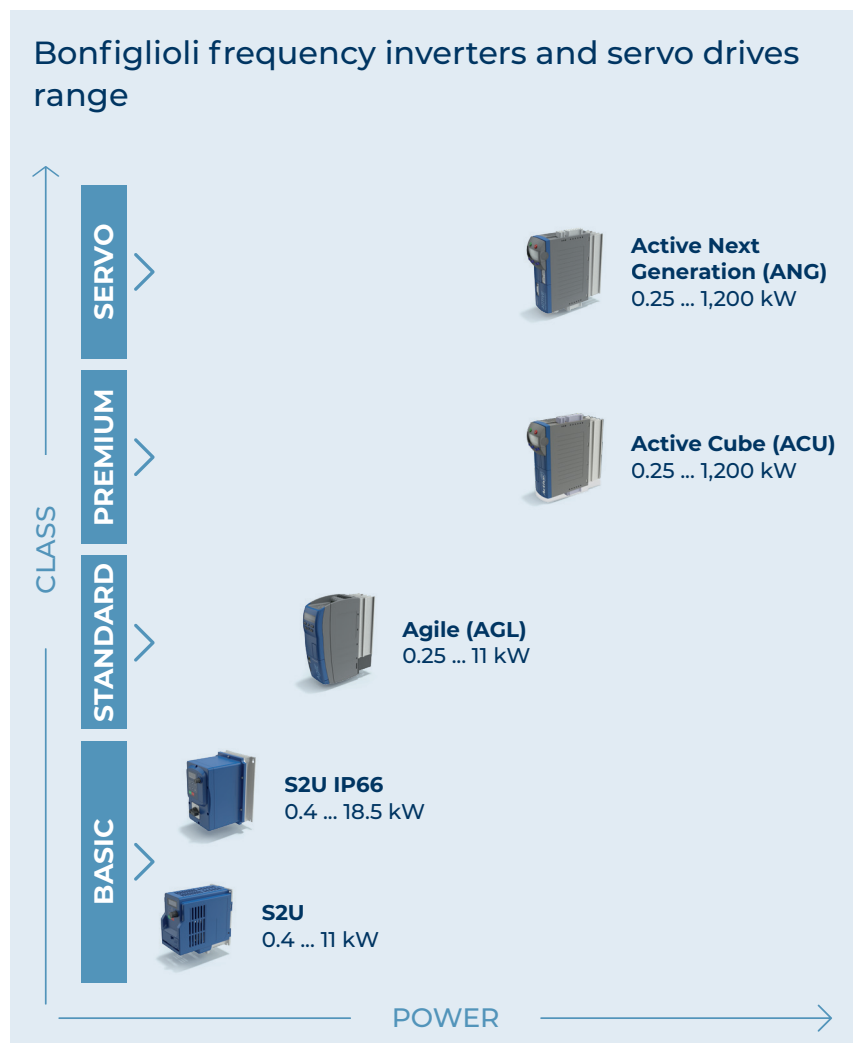 Bonfiglioli frequency inverters and servo drives
range
SERVO
Active Next
Generation (ANG)
0.25 ... 1,200 kW
PREMIUM
Active Cube (ACU)
0.25 ... 1,200 kW
CLASS
STANDARD
Agile (AGL)
0.25 ... 11 kW
BASIC
S2U IP66
0.4 ... 18.5 kW
S2U
0.4 ... 11 kW
POWER